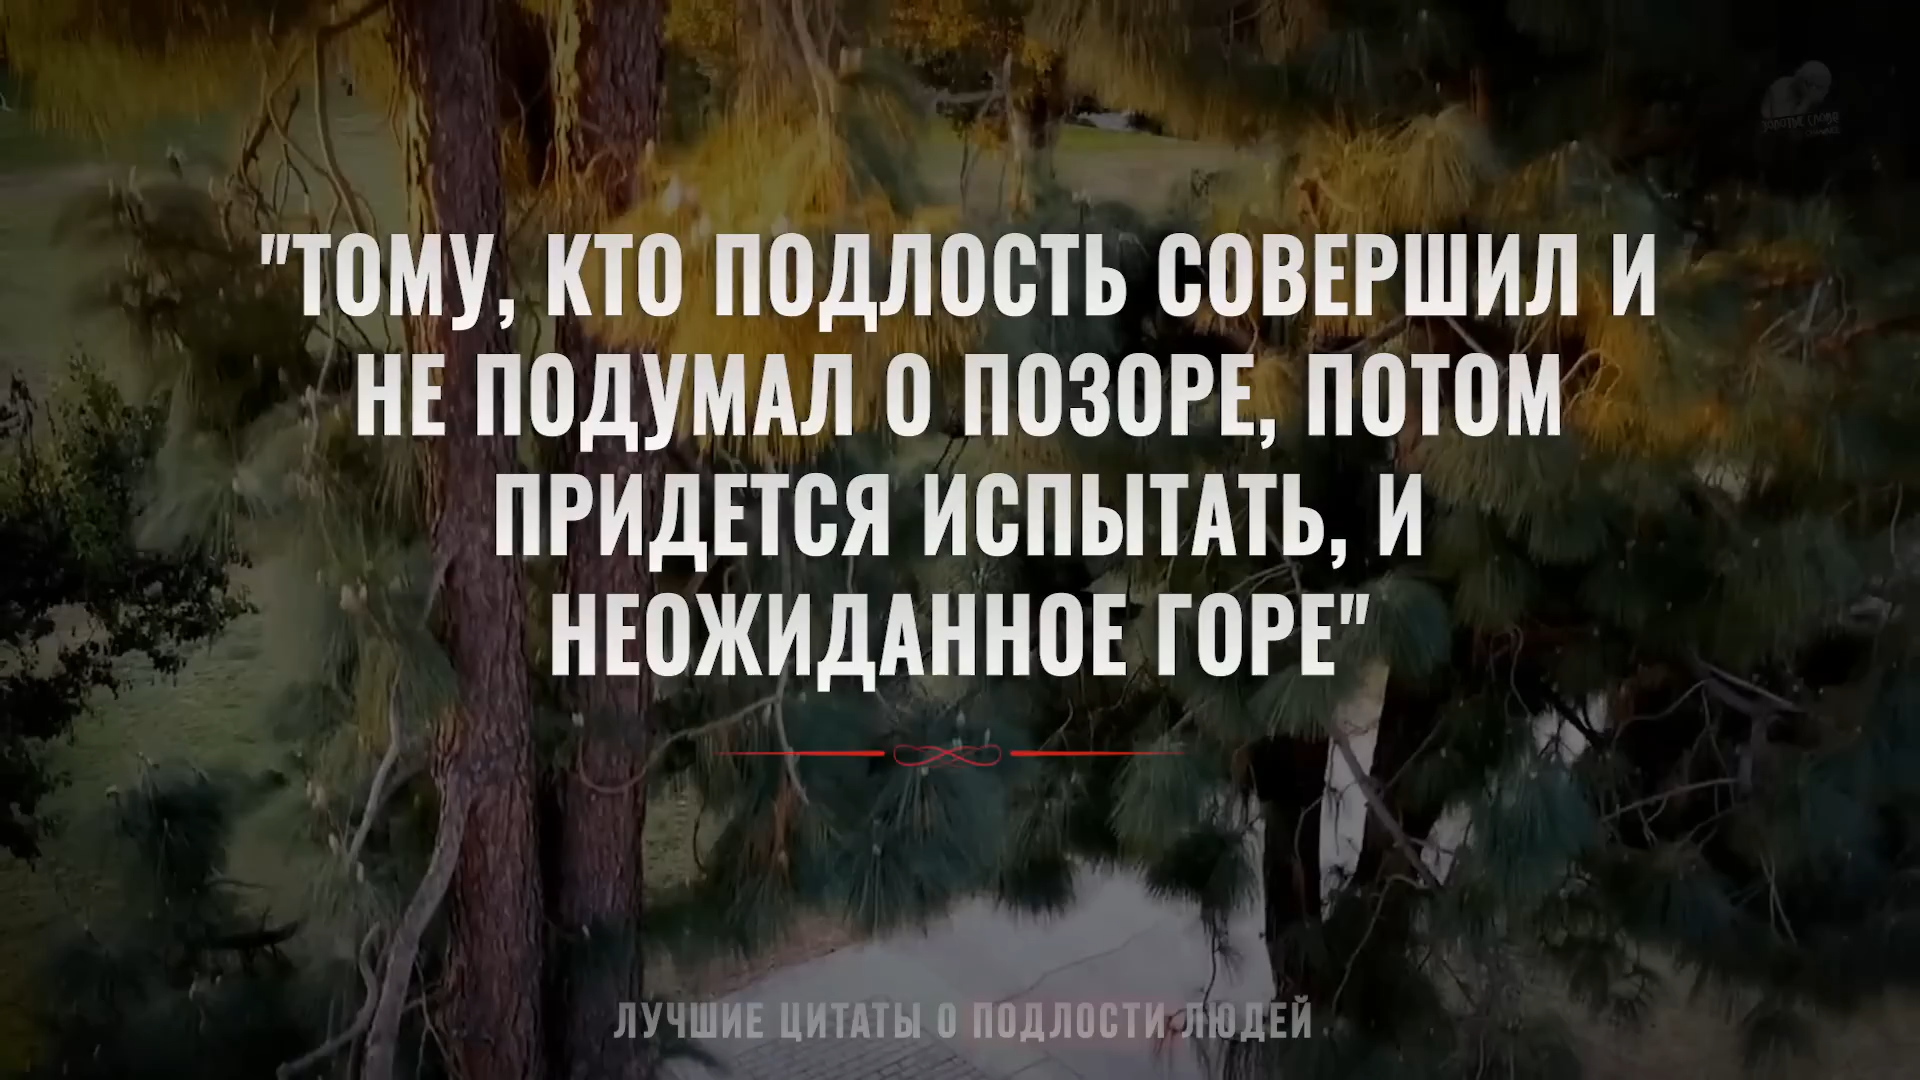 "ТОМУ, КТО ПОДЛОСТЬ СОВЕРШИЛ И
НЕ ПОДУМАЛ О ПОЗОРЕ, ПОТОМ
ПРИДЕТСЯ ИСПЫТАТЬ, И
НЕОЖИДАННОЕ ГОРЕ"
ЛУЧШИЕ ЦИТАТЫ О ПОДЛОСТИ ЛЮДЕЙ